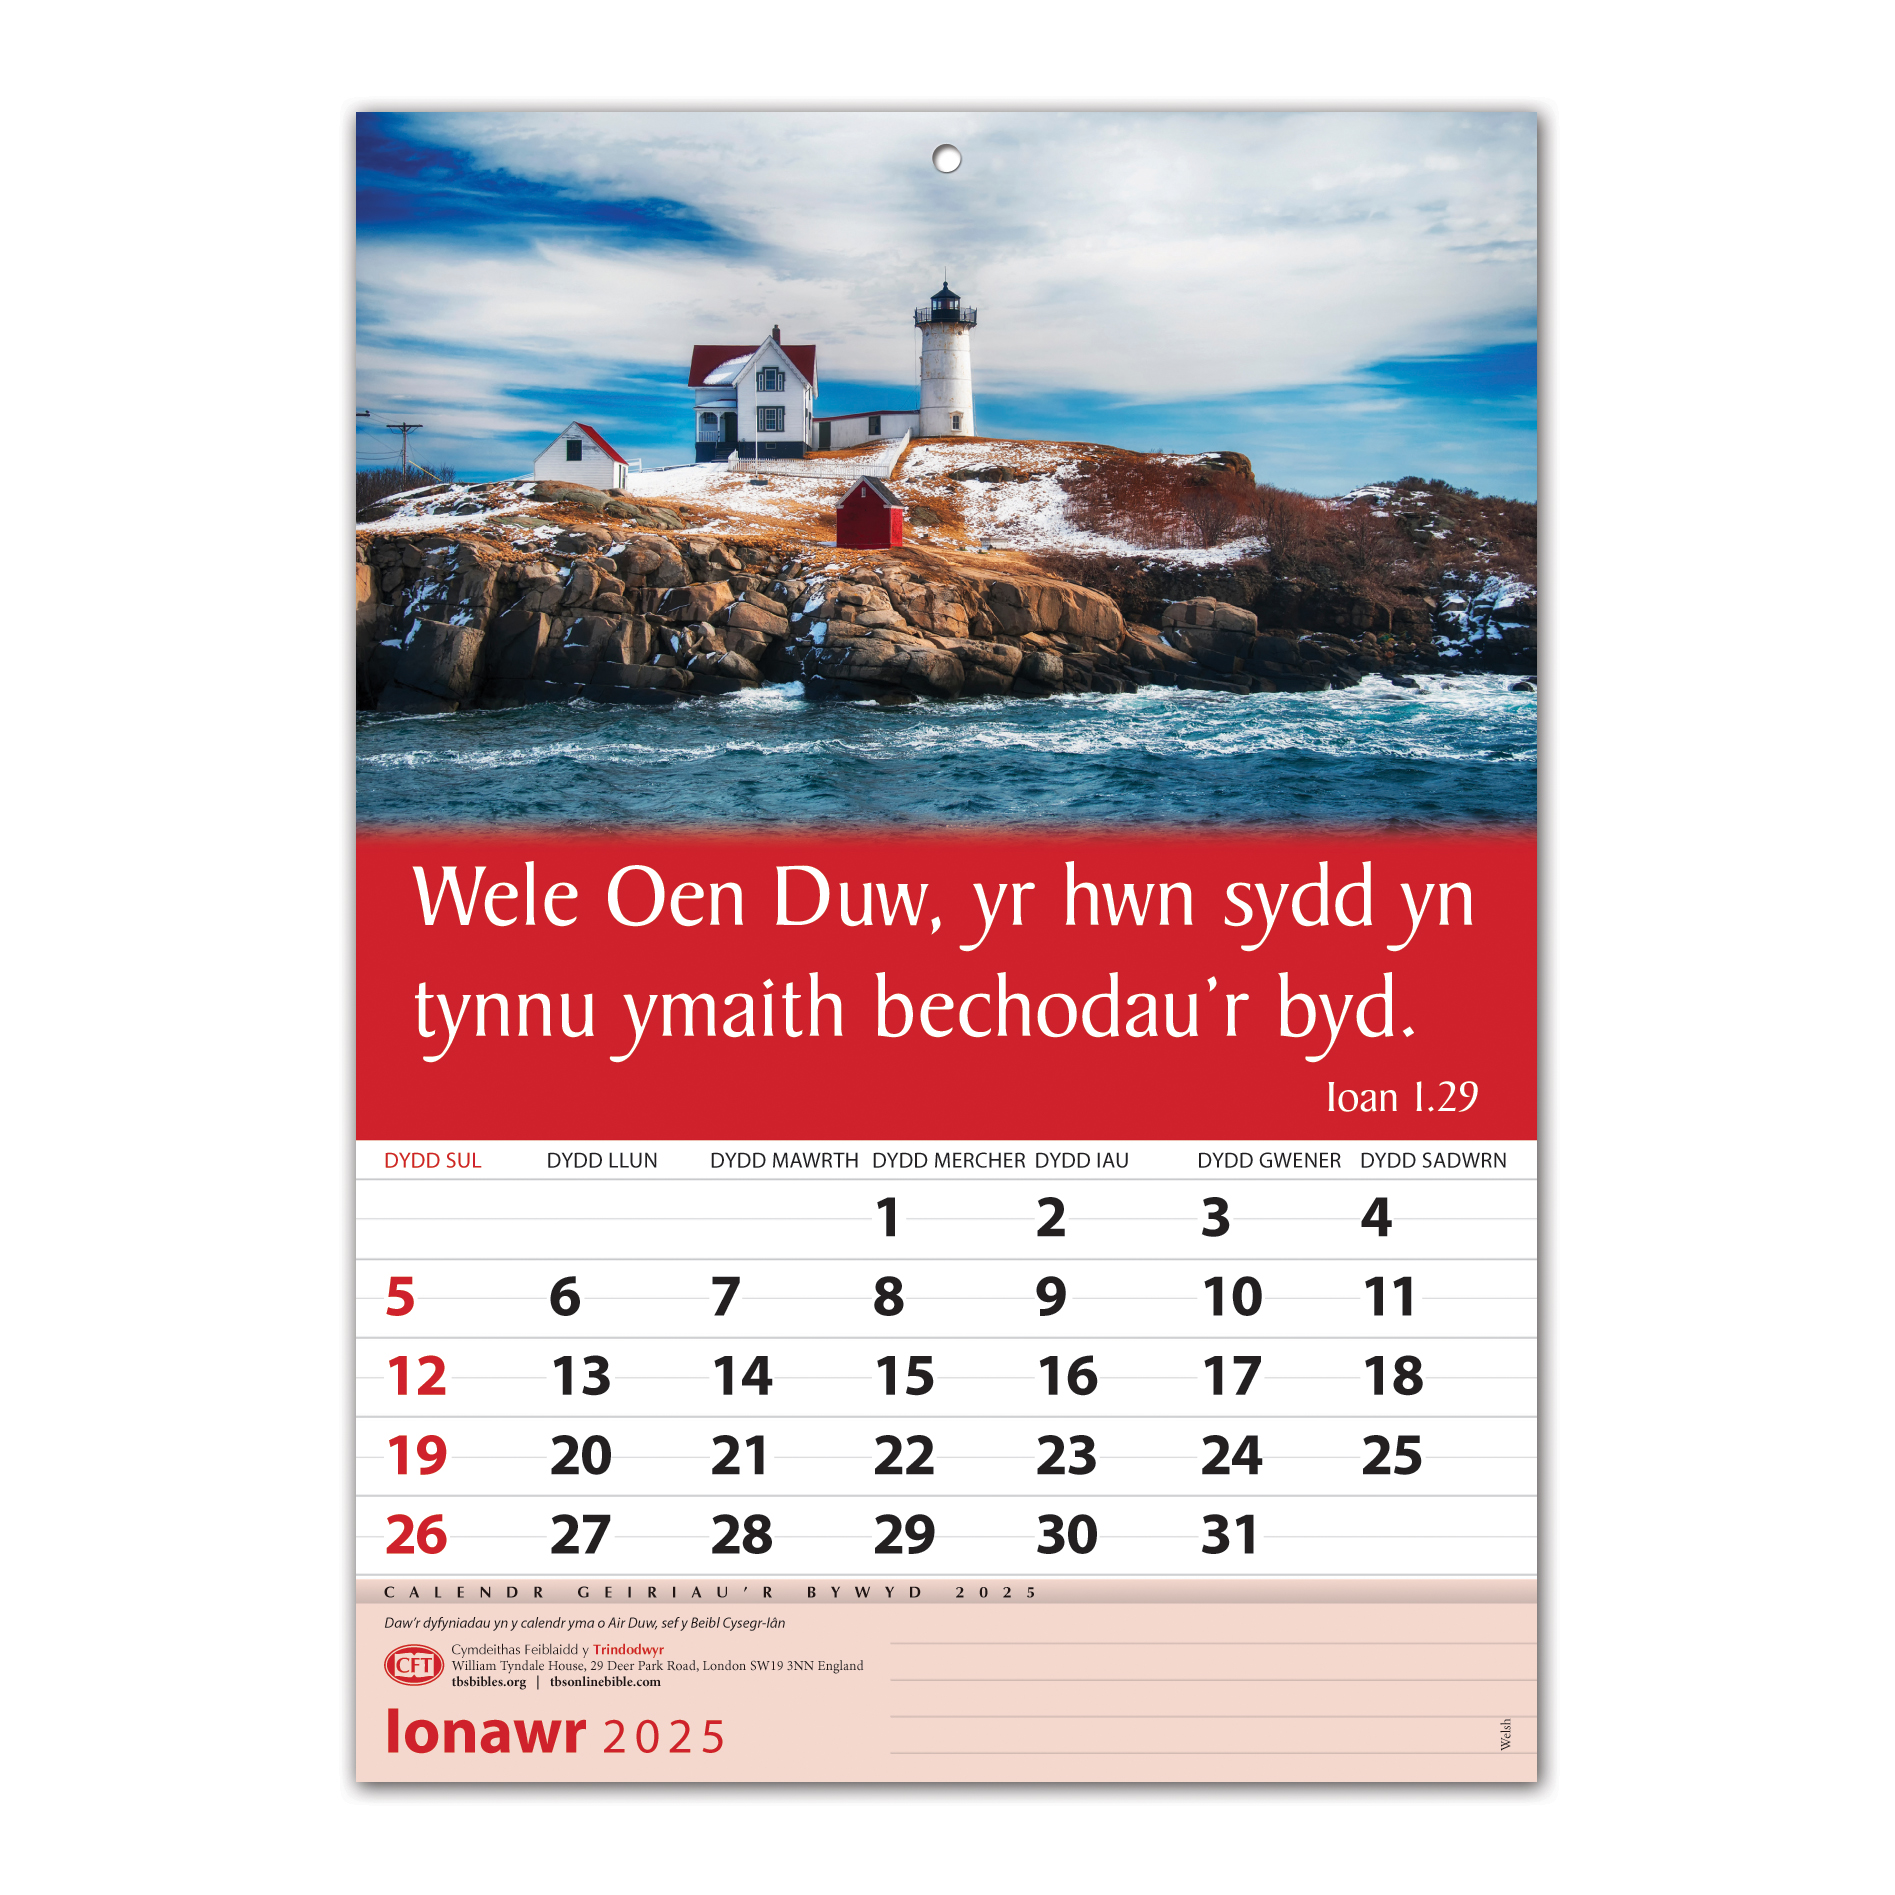 Wele Oen Duw, yr hwn sydd yn
tynnu ymaith bechodau'r byd.
Ioan 1.29
DYDD SUL DYDD LLUN DYDD MAWRTH DYDD MERCHER DYDD IAU DYDD GWENER DYDD SADWRN
1 2 3 4
5 6 7 8 9 10 11
12 13 14 15 16 17 18
19 20 21 22 23 24 25
26 27 28 29 30 31
CALENDR GEIRIAU'R BYWYD 2025
Daw'r dyfyniadau yn y calendr yma o Air Duw, sef y Beibl Cysegr-lân
CFT
Cymdeithas Feiblaidd y Trindodwyr
William Tyndale House, 29 Deer Park Road, London SW19 3NN England
tbsbibles.org | tbsonlinebible.com
Ionawr 2025
Welsh